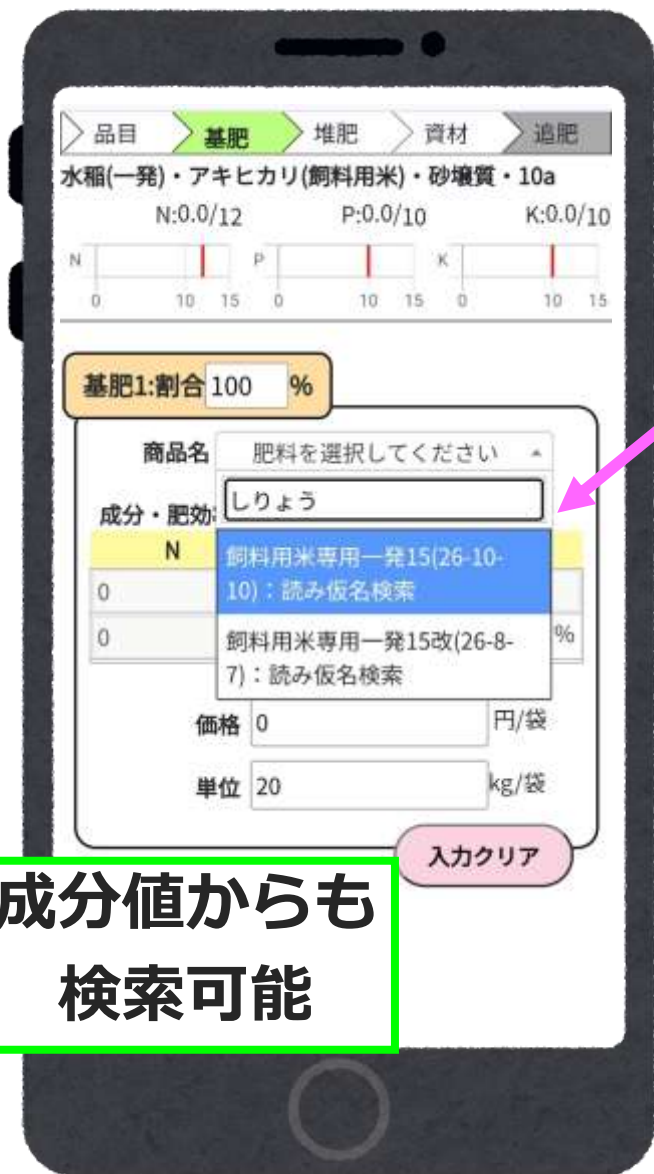 品目 基肥 堆肥 資材 追肥
水稲(一発)・アキヒカリ(飼料用米)・砂壌質・10a
N:0.0/12 P:0.0/10 K:0.0/10
N P K
0 10 15 0 10 15 0 10 15
基肥1:割合 100 %
商品名 肥料を選択してください
しりょう
成分・肥効
N
飼料用米専用一発15(26-10-
10)：読み仮名検索
0
飼料用米専用一発15改(26-8-
7)：読み仮名検索
0 %
価格 0 円/袋
単位 20 kg/袋
入力クリア
成分値からも
検索可能